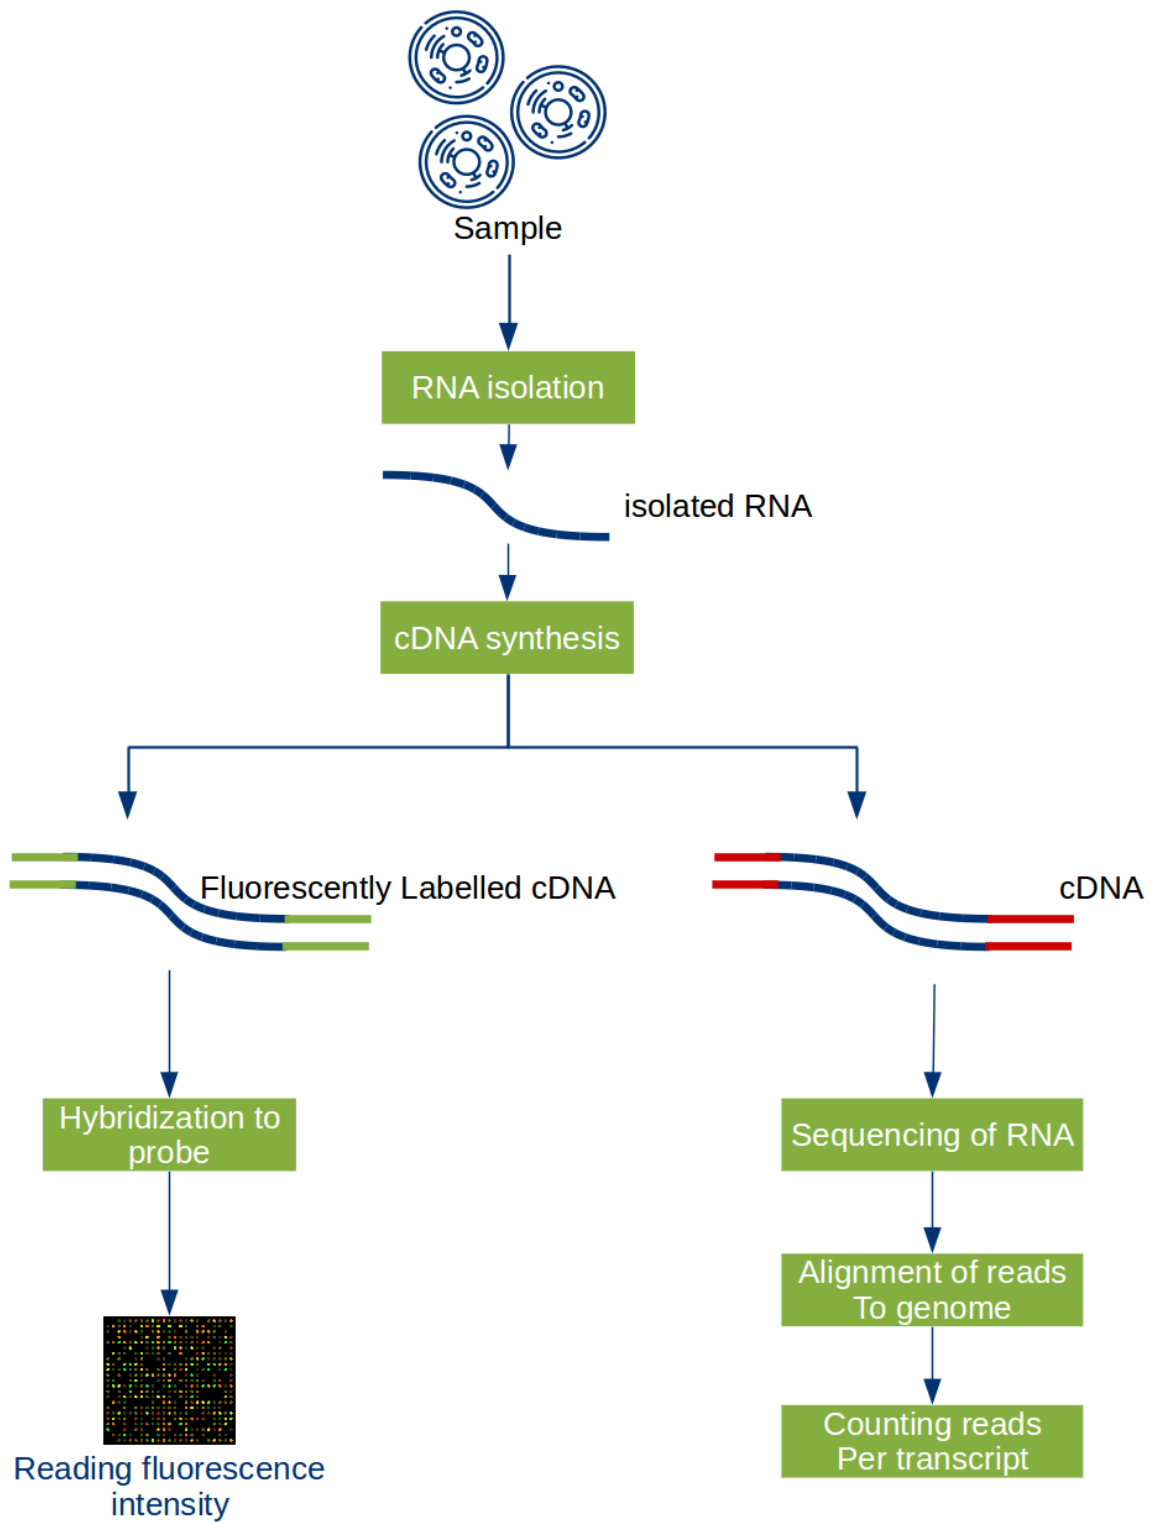 Sample
RNA isolation
isolated RNA
cDNA synthesis
Fluorescently Labelled cDNA
cDNA
Hybridization to
probe
Sequencing of RNA
Alignment of reads
To genome
Counting reads
Per transcript
Reading fluorescence
intensity